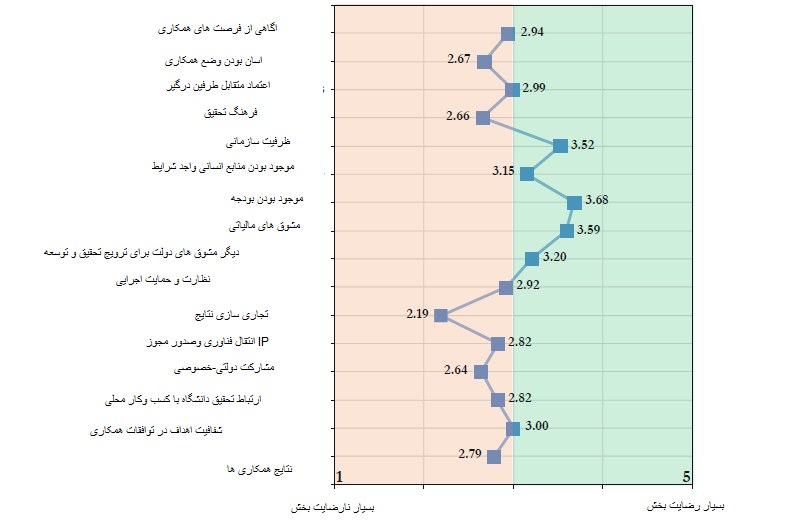 آگاهی از فرصت های همکاری
2.94
آسان بودن وضع همکاری
2.67
اعتماد متقابل طرفین درگیر
2.99
فرهنگ تحقیق
2.66
ظرفیت سازمانی
3.52
موجود بودن منابع انسانی واجد شرایط
3.15
موجود بودن بودجه
3.68
مشوق های مالیاتی
3.59
دیگر مشوق های دولت برای ترویج تحقیق و توسعه
3.20
نظارت و حمایت اجرایی
2.92
تجاری سازی نتایج
2.19
انتقال فناوری وصدور مجوز IP
2.82
مشارکت دولتی-خصوصی
2.64
ارتباط تحقیق دانشگاه با کسب وکار محلی
2.82
شفافیت اهداف در توافقات همکاری
3.00
نتایج همکاری ها
2.79
1
5
بسیار نارضایت بخش
بسیار رضایت بخش